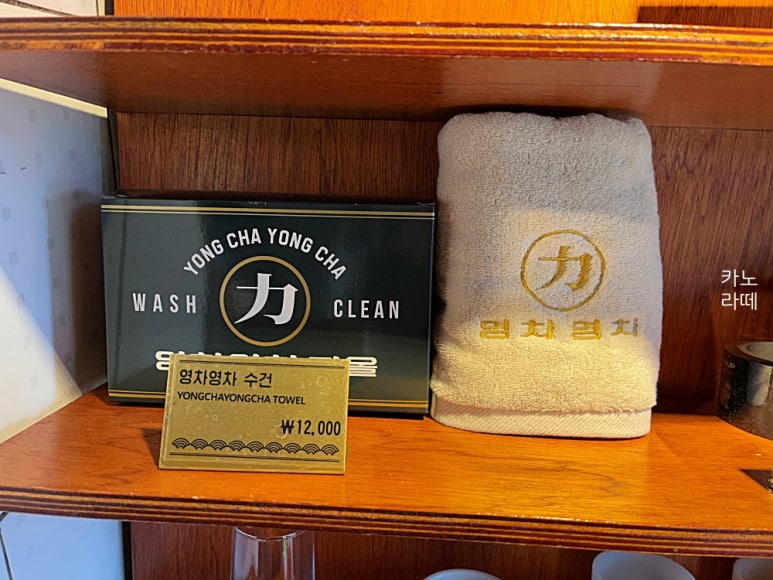 YONG CHA YONG CHA
WASH 力 CLEAN
영차영차 수건
YONGCHAYONGCHA TOWEL
₩12,000
力
영차영차
카노
라떼